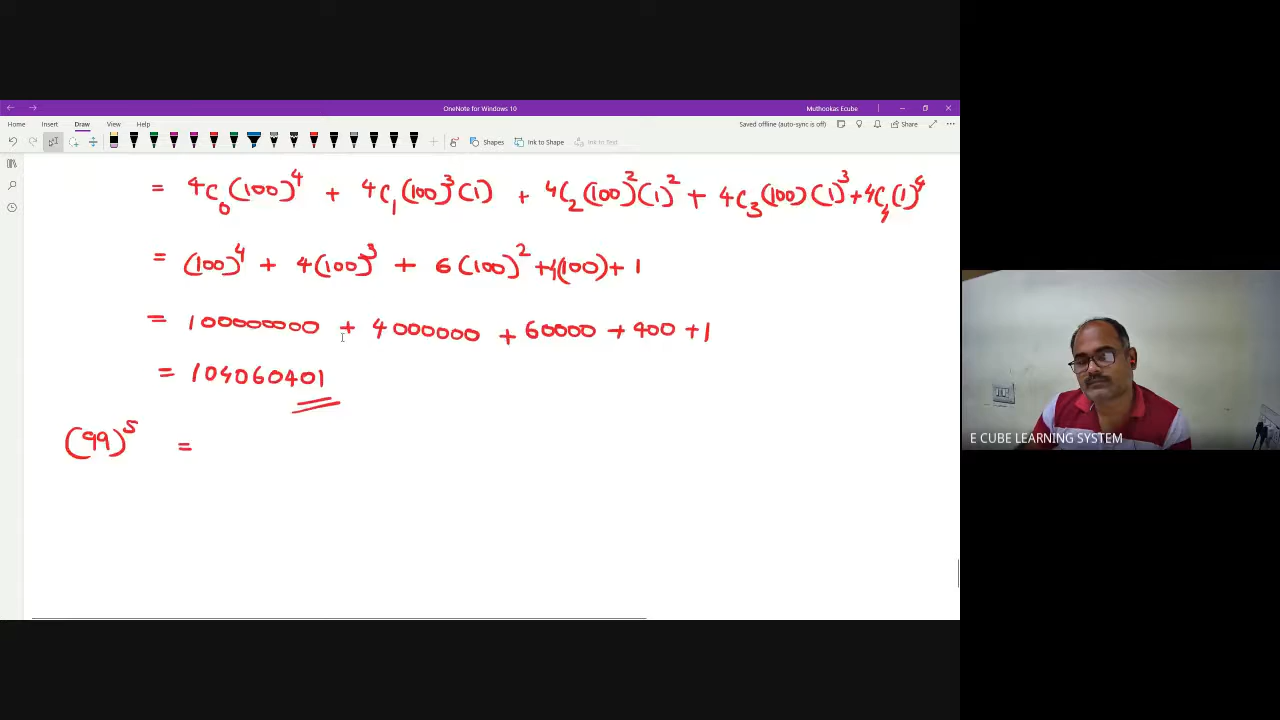 OneNote for Windows 10
Muthookas Ecube
Home Insert Draw View Help
Saved offline (auto-sync is off) Share
Shapes Ink to Shape Ink to Text
= 4C₀(100)⁴ + 4C₁(100)³(1) + 4C₂(100)²(1)² + 4C₃(100)(1)³+4C₄(1)⁴
= (100)⁴ + 4(100)³ + 6(100)² +4(100)+ 1
= 100000000 + 4000000 + 60000 + 400 + 1
= 104060401
(99)⁵ =
E CUBE LEARNING SYSTEM